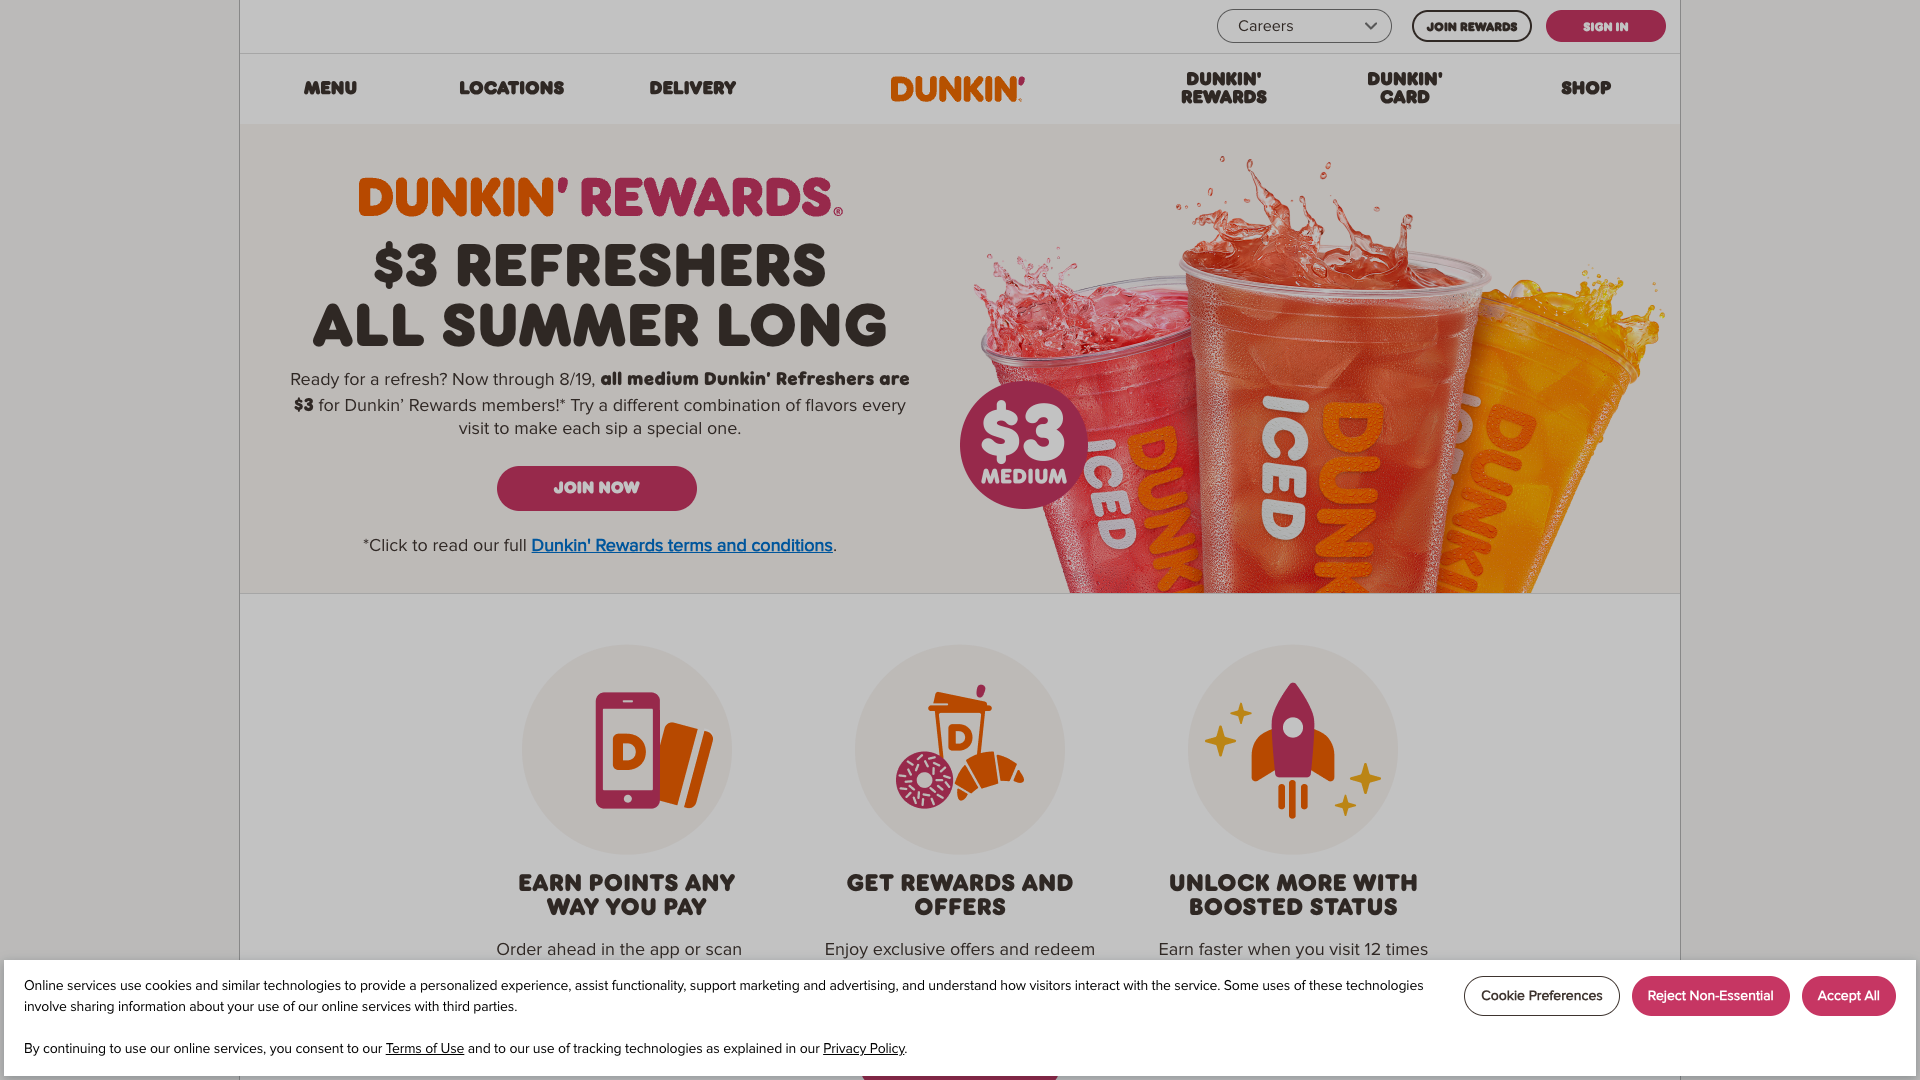 Careers
JOIN REWARDS
SIGN IN
MENU
LOCATIONS
DELIVERY
DUNKIN'
DUNKIN'
REWARDS
DUNKIN'
CARD
SHOP
DUNKIN' REWARDS®
$3 REFRESHERS
ALL SUMMER LONG
Ready for a refresh? Now through 8/19, all medium Dunkin' Refreshers are
$3 for Dunkin’ Rewards members!* Try a different combination of flavors every
visit to make each sip a special one.
JOIN NOW
*Click to read our full Dunkin' Rewards terms and conditions.
$3
MEDIUM
ICED
DUNK
ICED
DUNK
ICED
DUNKI
D
D
EARN POINTS ANY
WAY YOU PAY
GET REWARDS AND
OFFERS
UNLOCK MORE WITH
BOOSTED STATUS
Order ahead in the app or scan
Enjoy exclusive offers and redeem
Earn faster when you visit 12 times
Online services use cookies and similar technologies to provide a personalized experience, assist functionality, support marketing and advertising, and understand how visitors interact with the service. Some uses of these technologies
involve sharing information about your use of our online services with third parties.
By continuing to use our online services, you consent to our Terms of Use and to our use of tracking technologies as explained in our Privacy Policy.
Cookie Preferences
Reject Non-Essential
Accept All